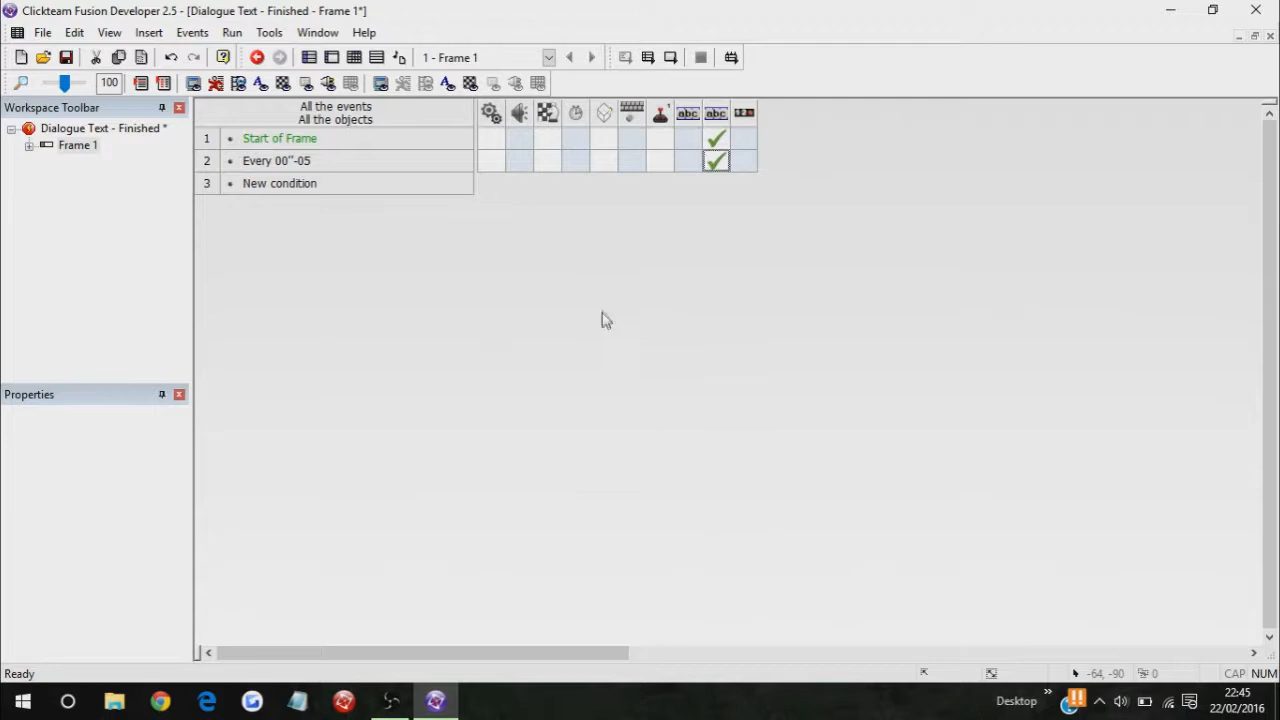 Clickteam Fusion Developer 2.5 - [Dialogue Text - Finished - Frame 1*]
File Edit View Insert Events Run Tools Window Help
1 - Frame 1
100
Workspace Toolbar
Dialogue Text - Finished *
Frame 1
Properties
All the events
All the objects
1 Start of Frame
2 Every 00''-05
3 New condition
abc abc
Ready
-64, -90 0 CAP NUM
Desktop
22:45
22/02/2016